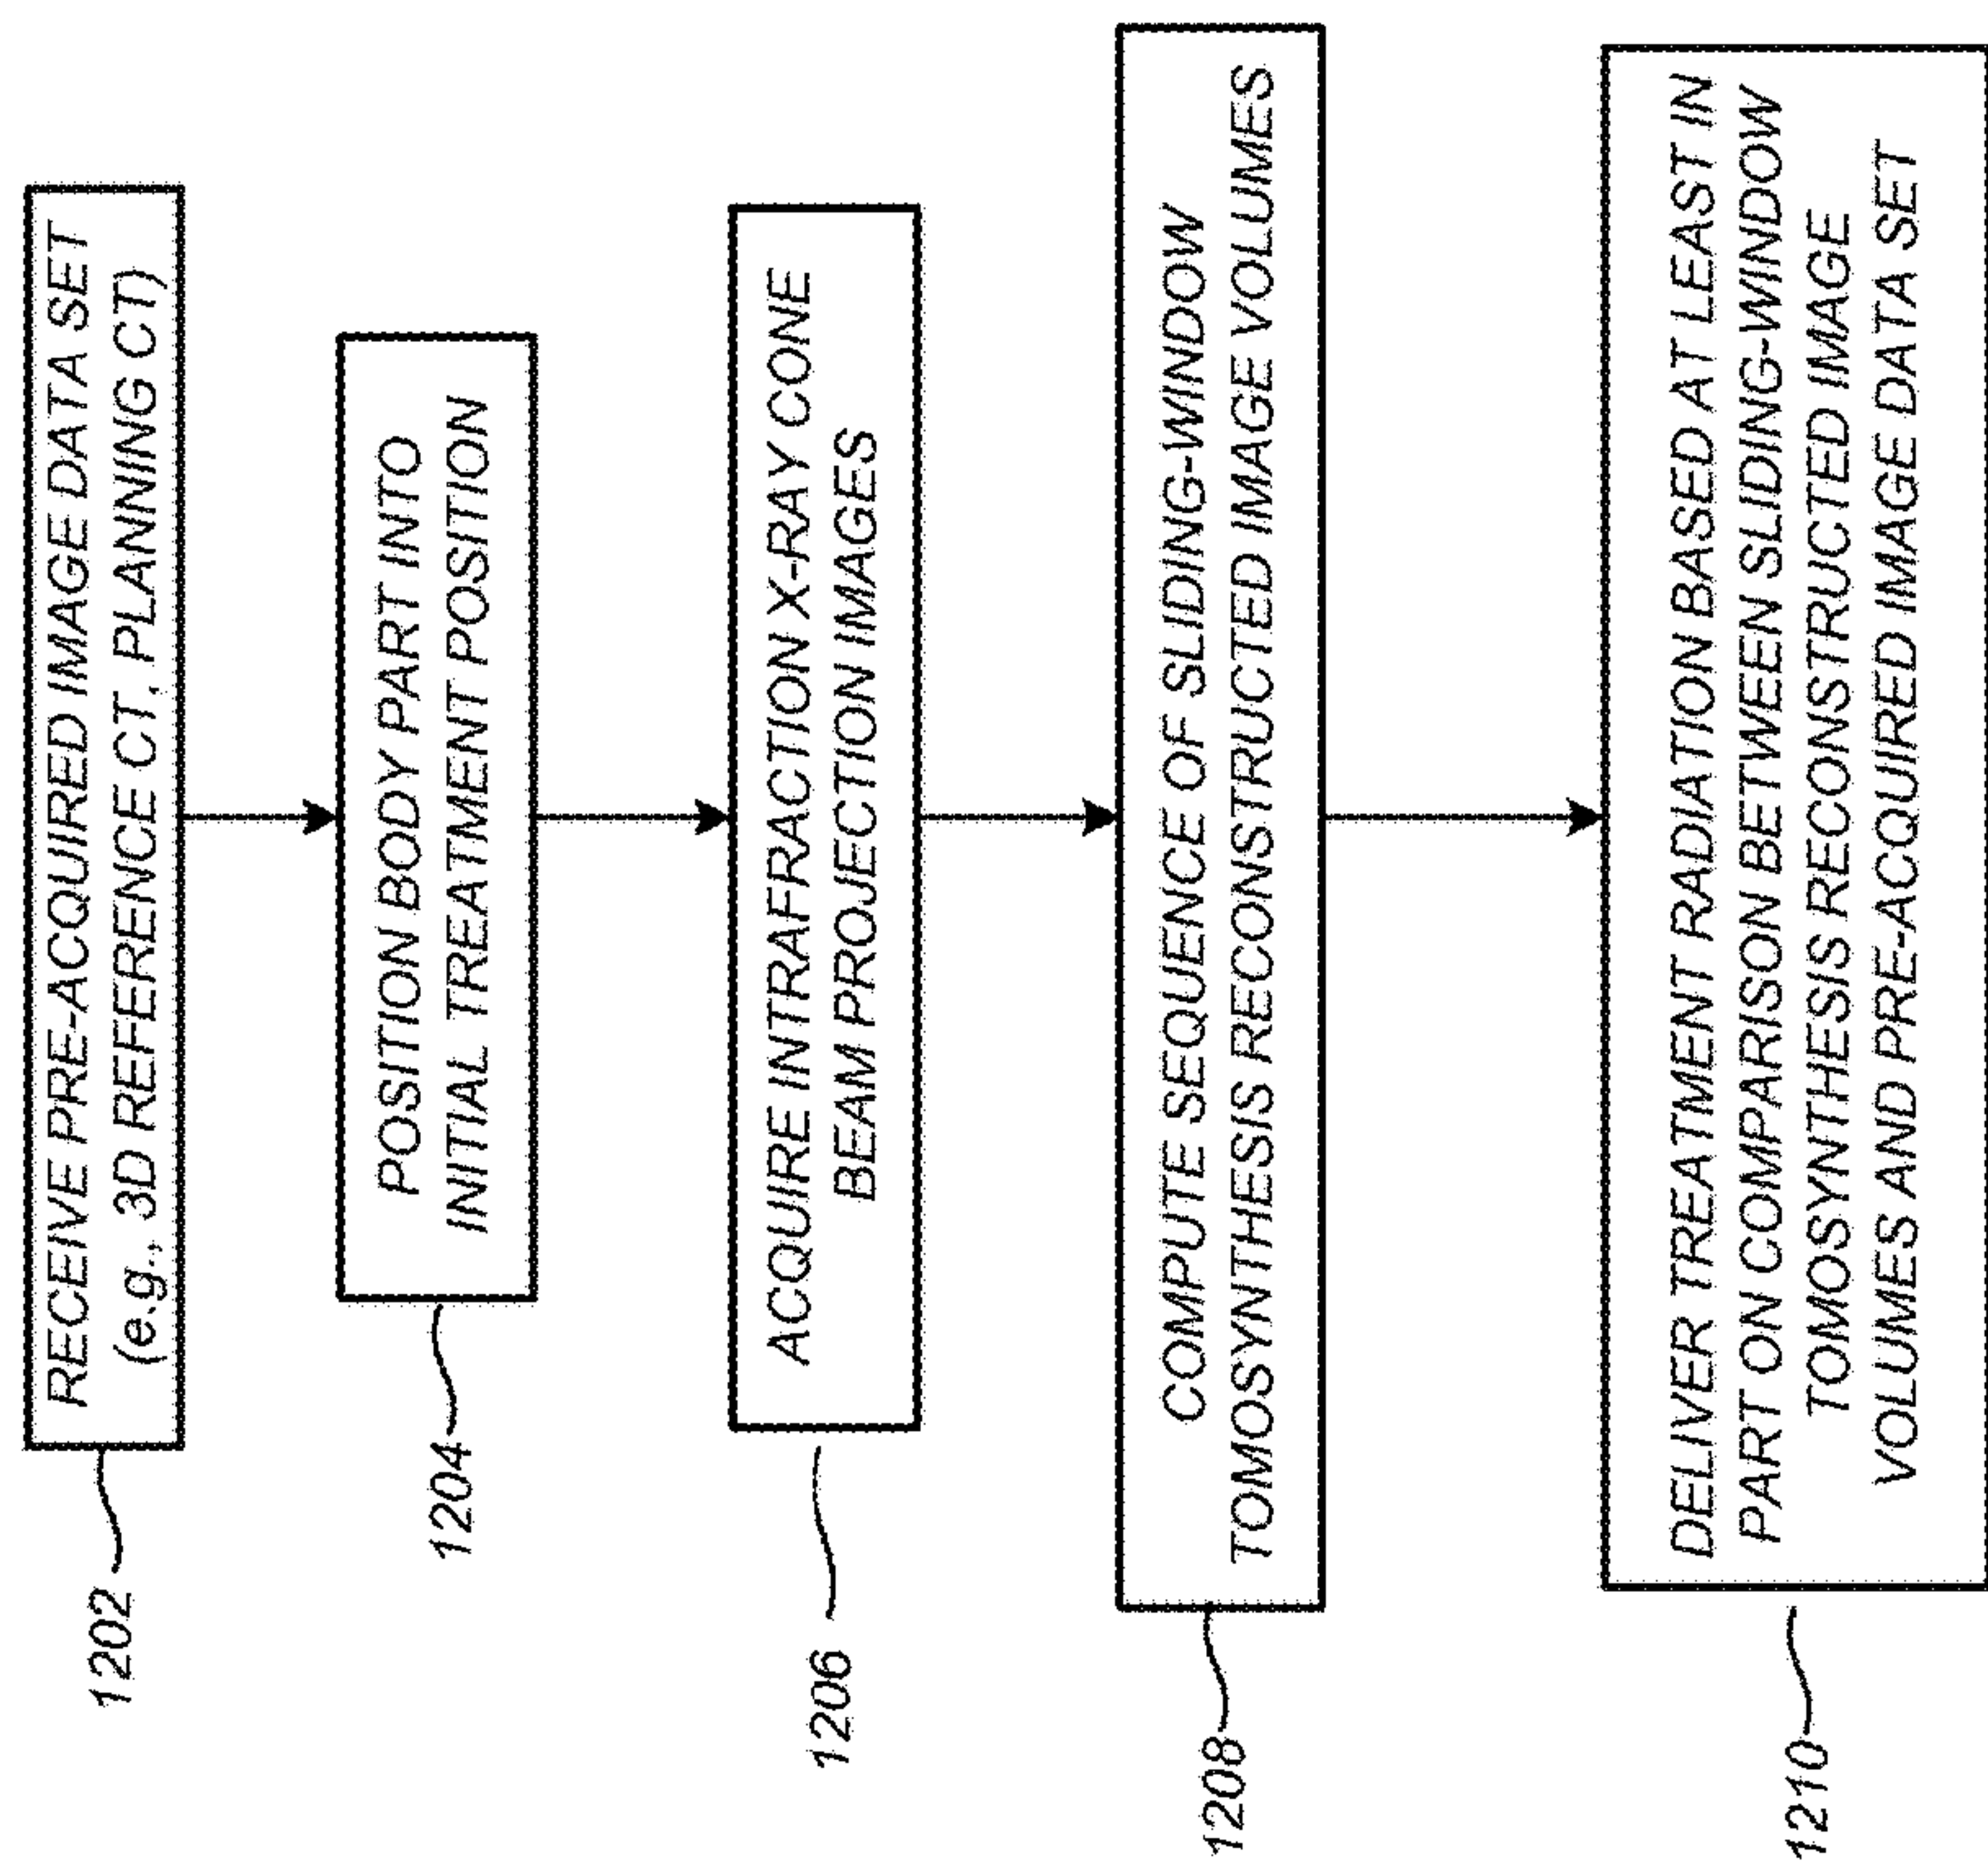 RECEIVE PRE-ACQUIRED IMAGE DATA SET
(e.g., 3D REFERENCE CT, PLANNING CT)
1202
POSITION BODY PART INTO
INITIAL TREATMENT POSITION
1204
ACQUIRE INTRAFRACTION X-RAY CONE
BEAM PROJECTION IMAGES
1206
COMPUTE SEQUENCE OF SLIDING-WINDOW
TOMOSYNTHESIS RECONSTRUCTED IMAGE VOLUMES
1208
DELIVER TREATMENT RADIATION BASED AT LEAST IN
PART ON COMPARISON BETWEEN SLIDING-WINDOW
TOMOSYNTHESIS RECONSTRUCTED IMAGE
VOLUMES AND PRE-ACQUIRED IMAGE DATA SET
1210